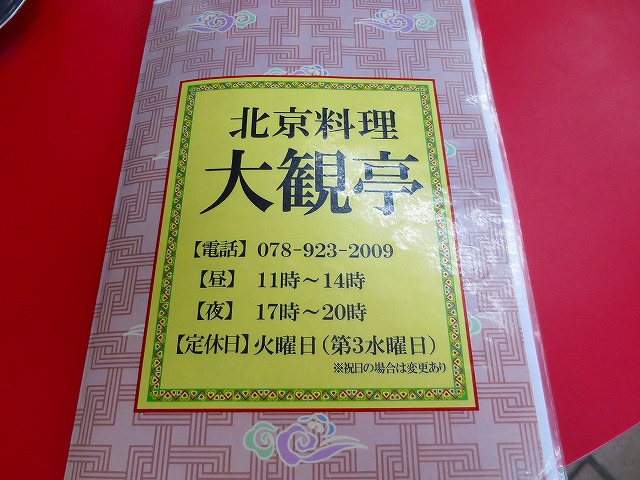 北京料理
大観亭
【電話】 078-923-2009
【昼】 11時～14時
【夜】 17時～20時
【定休日】火曜日（第3水曜日）
※祝日の場合は変更あり